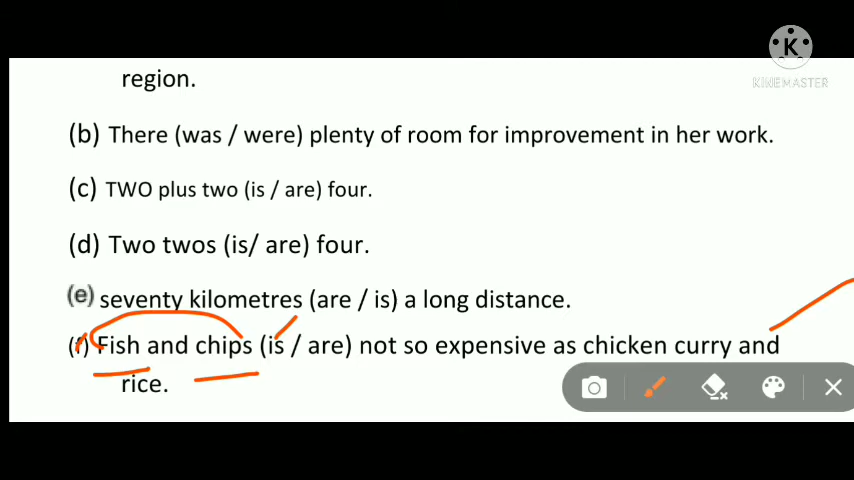 K
KINEMASTER
region.
(b) There (was / were) plenty of room for improvement in her work.
(c) TWO plus two (is / are) four.
(d) Two twos (is/ are) four.
(e) seventy kilometres (are / is) a long distance.
(f) Fish and chips (is / are) not so expensive as chicken curry and
rice.